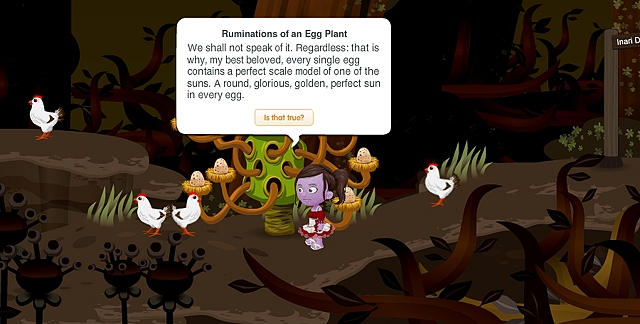 Ruminations of an Egg Plant
We shall not speak of it. Regardless: that is
why, my best beloved, every single egg
contains a perfect scale model of one of the
suns. A round, glorious, golden, perfect sun
in every egg.
Is that true?
Inari D